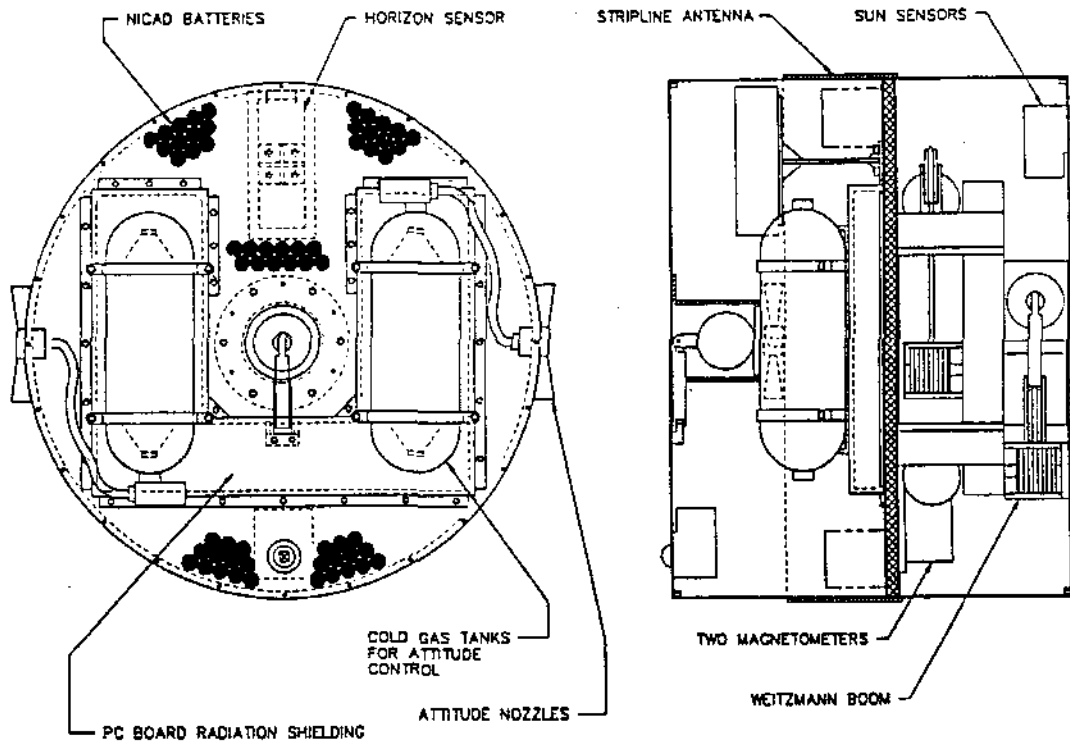 NICAD BATTERIES
HORIZON SENSOR
STRIPLINE ANTENNA
SUN SENSORS
COLD GAS TANKS
FOR ATTITUDE
CONTROL
TWO MAGNETOMETERS
WEITZMANN BOOM
ATTITUDE NOZZLES
PC BOARD RADIATION SHIELDING